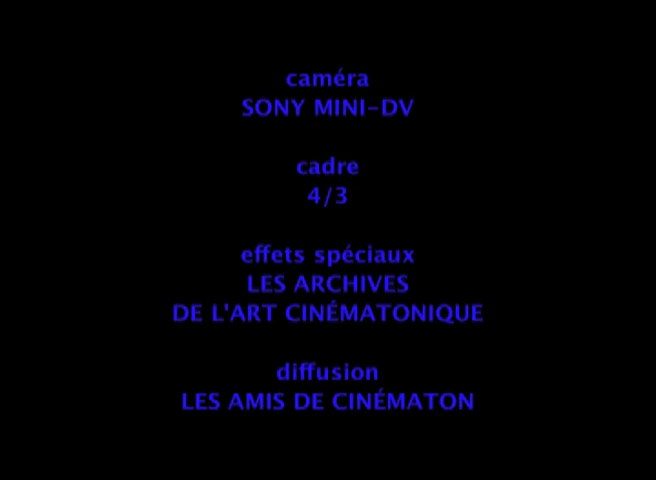 caméra
SONY MINI-DV
cadre
4/3
effets spéciaux
LES ARCHIVES
DE L'ART CINÉMATONIQUE
diffusion
LES AMIS DE CINÉMATON